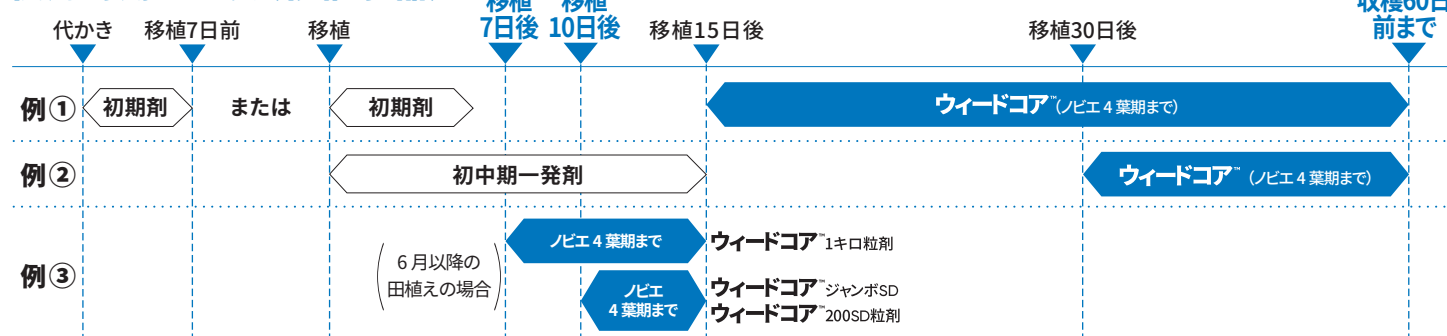 代かき 移植7日前 移植 移植7日後 移植10日後 移植15日後 移植30日後 収穫60日前まで
例① 初期剤 または 初期剤 ウィードコア™(ノビエ4葉期まで)
例② 初中期一発剤 ウィードコア™(ノビエ4葉期まで)
例③
6月以降の
田植えの場合
ノビエ4葉期まで ウィードコア™1キロ粒剤
ノビエ
4葉期まで
ウィードコア™ジャンボSD
ウィードコア™200SD粒剤